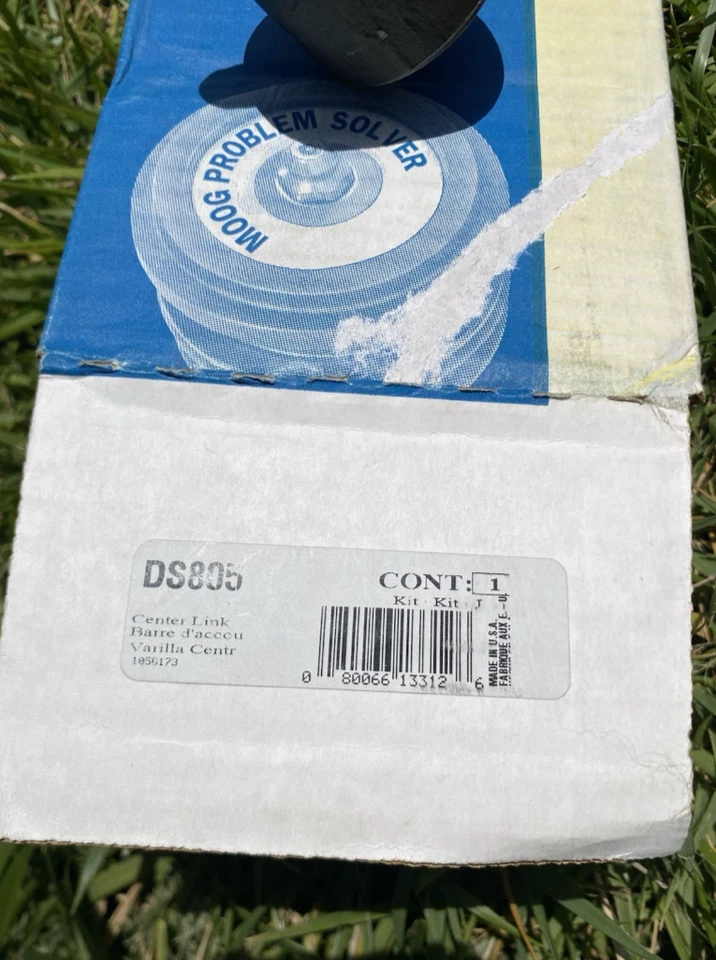 MOOG PROBLEM SOLVER
DS805
CONT: 1
Kit · Kit · J
Center Link
Barre d'accou
Varilla Centr
1056173
0 80066 13312 6
MADE IN U.S.A.
FABRIQUE AUX E.-U.